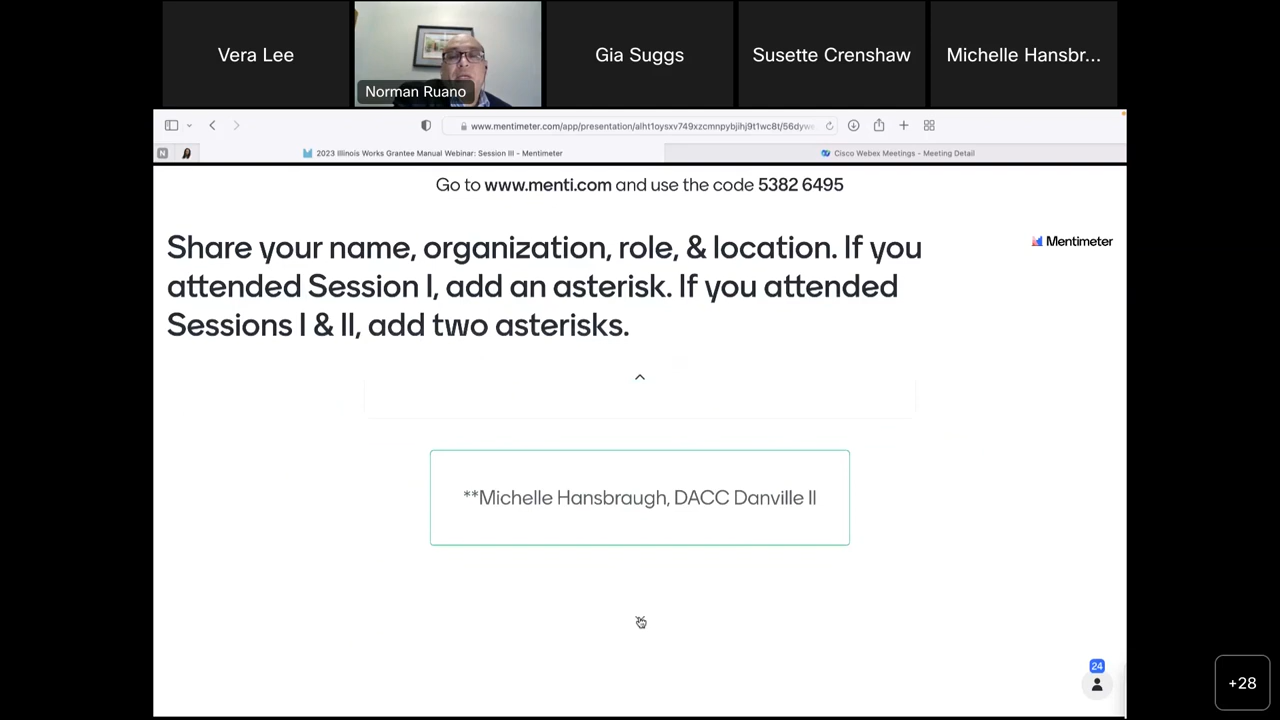 Vera Lee
Norman Ruano
Gia Suggs
Susette Crenshaw
Michelle Hansbr...
www.mentimeter.com/app/presentation/
N
2023 Illinois Works Grantee Manual Webinar: Session III - Mentimeter
Cisco Webex Meetings - Meeting Detail
Go to www.menti.com and use the code 5382 6495
Share your name, organization, role, & location. If you
attended Session I, add an asterisk. If you attended
Sessions I & II, add two asterisks.
Mentimeter
**Michelle Hansbraugh, DACC Danville Il
24
+28